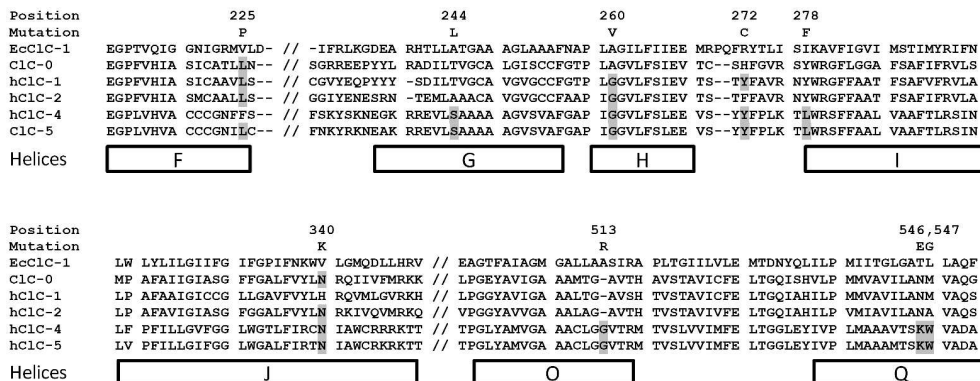 Position 225 244 260 272 278
Mutation P L V C F
EcClC-1 EGPTVQIG GNIGRMVLD- // -IFRLKGDEA RHTLLATGAA AGLAAAFNAP LAGILFIIEE MRPQFRYTLI SIKAVFIGVI MSTIMYRIFN
ClC-0 EGPFVHIA SICATLLN-- // SGRREEPYYL RADILTVGCA LGISCCFGTP LAGVLFSIEV TC--SHFGVR SYWRGFLGGA FSAFIFRVLS
hClC-1 EGPFVHIA SICAAVLS-- // SCGVYEQPYY YS-DILTVGCA VGVGCCFGTP LGGVLFSIEV TS--TYFAVR NYWRGFFAAT FSAFVFRVLA
hClC-2 EGPFVHIA SMCAALLS-- // GGIYENESRN TEMLAAACA VGVGCCFAAP IGGVLFSIEV TS--TFFAVR NYWRGFFAAT FSAFIFRVLA
hClC-4 EGPLVHVA CCCGNFFS-- // FSKYSKNEGK RREVLSAAAA AGVSVAFGAP IGGVLFSLEE VS--YYFPLK TLWRSFFAAL VAAFTLRSIN
Clc-5 EGPLVHVA CCCGNILC-- // FNKYRKNEAK RREVLSAAAA AGVSVAFGAP IGGVLFSLEE VS--YYFPLK TLWRSFFAAL VAAFTLRSIN
Helices F G H I
Position 340 513 546,547
Mutation K R EG
EcClC-1 LW LYLILGIIFG IFGPIFNKWV LGMQDLLHRV // EAGTFAIAGM GALLAASIRA PLTGIILVLE MTDNYQLILP MIITGLGATL LAQF
ClC-0 MP APAIIGIASG FFGALFVYLN RQIIVFMRKK // LPGEYAVIGA AAMTG-AVTH AVSTAVICFE LTGQISHVLP MMVAVILANM VAQS
hClC-1 LP AFAAIGICCG LLGAVFVYLH RQVMLGVRKH // LPGGYAVIGA AALTG-AVSH TVSTAVICFE LTGQIAHILP MMVAVILANM VAQS
hClC-2 LP AFAVIGIASG FGGALFVYLN RKIVQVMRKQ // VPGGYAVVGA AALAG-AVTH TVSTAVIVFE LTGQIAHILP VMIAVILANA VAQS
hClC-4 LF PFILLGVFGG LWGTLFIRCN IAWCRRRKTT // TPGLYAMVGA AACLGGVTRM TVSLVVIMFE LTGGLEYIVP LMAAAVTSKW VADA
hClC-5 LV PFILLGIFGG LWGALFIRTN IAWCRKRKTT // TPGLYAMVGA AACLGGVTRM TVSLVVIMFE LTGGLEYIVP LMAAAMTSKW VADA
Helices J O Q